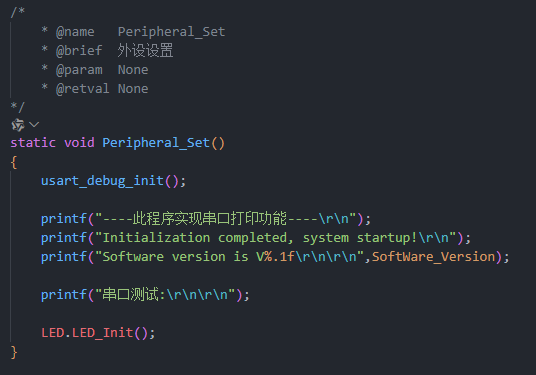 /*
    * @name   Peripheral_Set
    * @brief  外设设置
    * @param  None
    * @retval None
*/
static void Peripheral_Set()
{
    usart_debug_init();

    printf("----此程序实现串口打印功能----\r\n");
    printf("Initialization completed, system startup!\r\n");
    printf("Software version is V%.1f\r\n\r\n",SoftWare_Version);

    printf("串口测试:\r\n\r\n");

    LED.LED_Init();
}